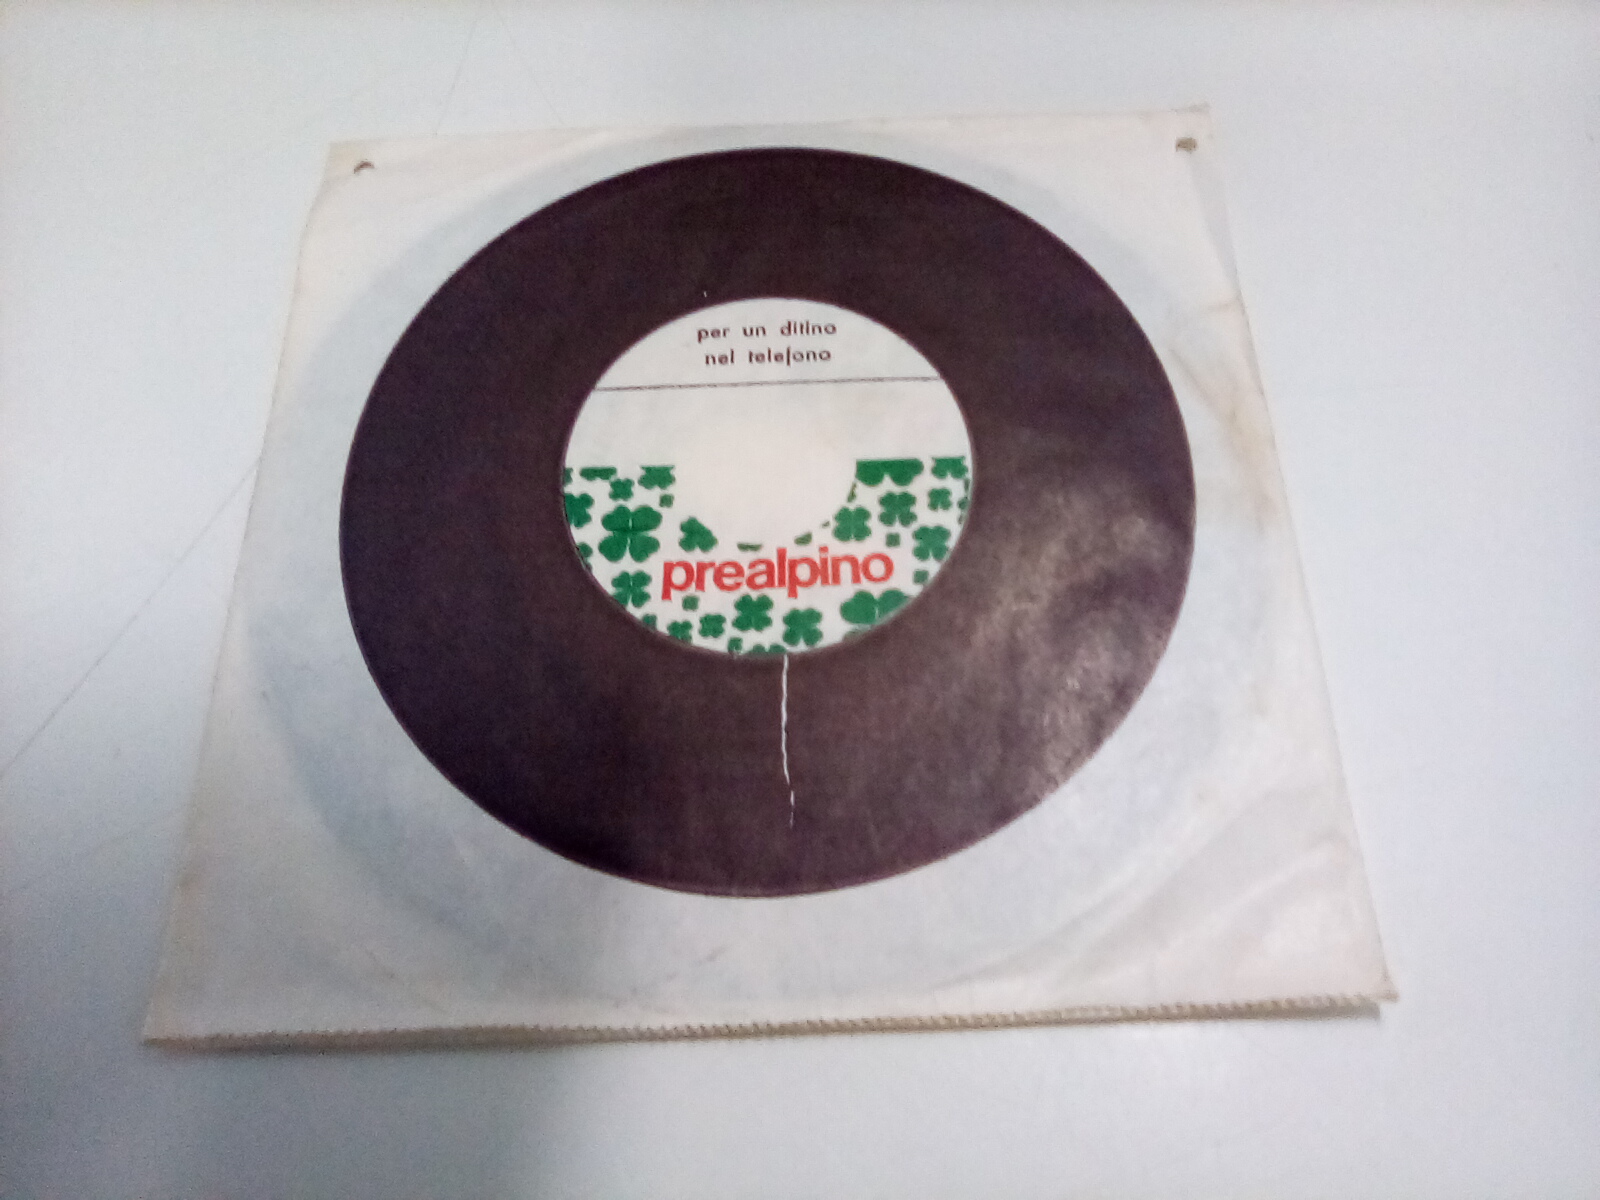 per un ditino
nel telefono
prealpino